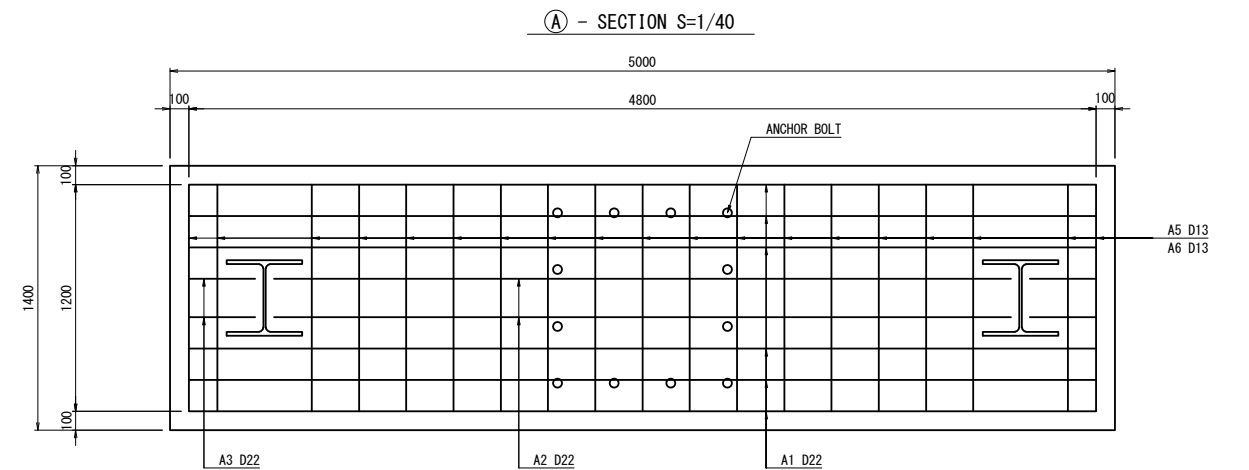 A - SECTION S=1/40
5000
100 4800 100
ANCHOR BOLT
100
A5 D13
A6 D13
1400
1200
100
A3 D22 A2 D22 A1 D22